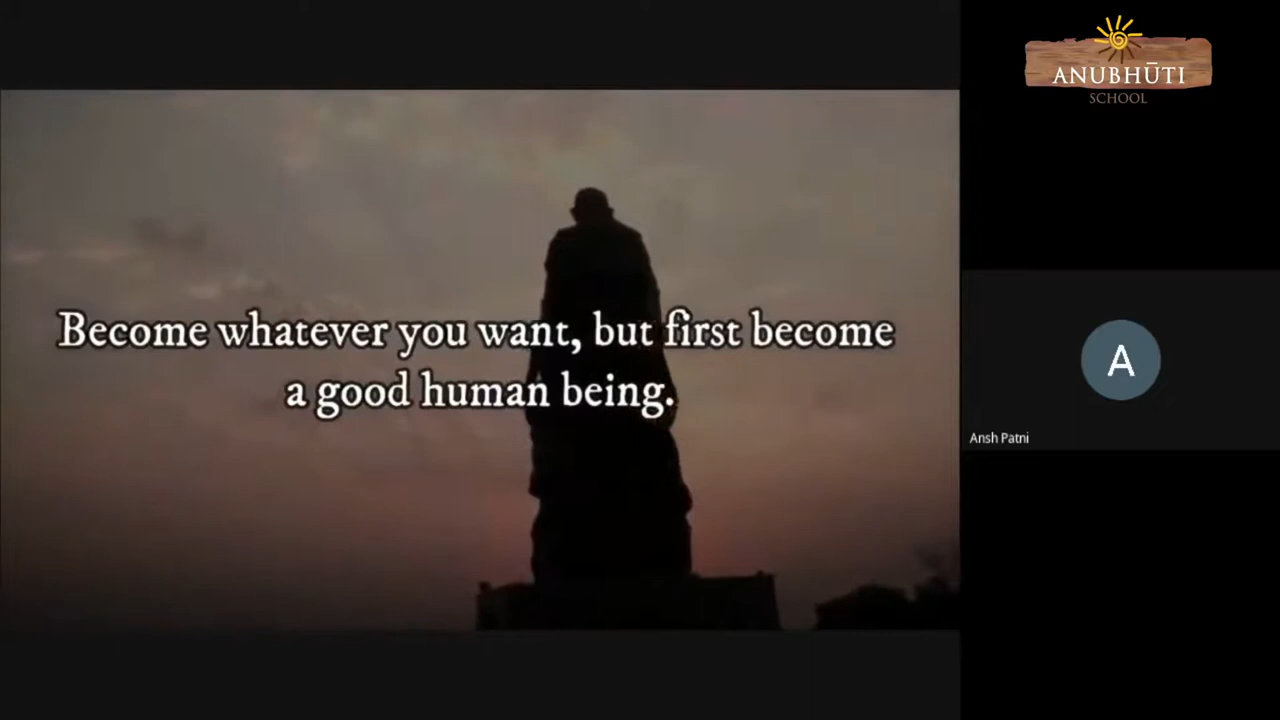 ANUBHŪTI
SCHOOL
Become whatever you want, but first become
a good human being.
A
Ansh Patni